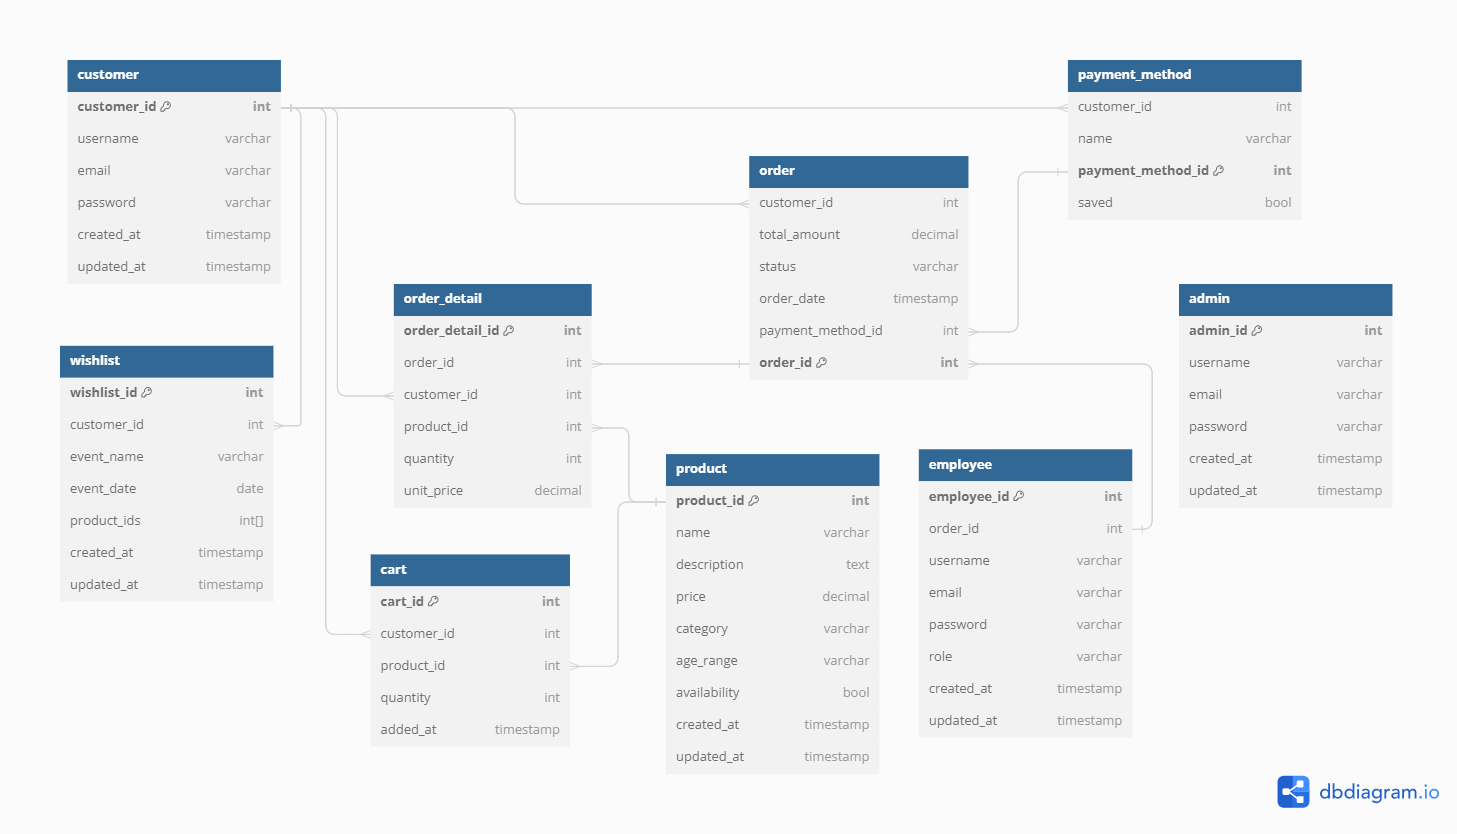 customer
customer_id int
username varchar
email varchar
password varchar
created_at timestamp
updated_at timestamp
payment_method
customer_id int
name varchar
payment_method_id int
saved bool
order
customer_id int
total_amount decimal
status varchar
order_date timestamp
payment_method_id int
order_id int
order_detail
order_detail_id int
order_id int
customer_id int
product_id int
quantity int
unit_price decimal
admin
admin_id int
username varchar
email varchar
password varchar
created_at timestamp
updated_at timestamp
wishlist
wishlist_id int
customer_id int
event_name varchar
event_date date
product_ids int[]
created_at timestamp
updated_at timestamp
product
product_id int
name varchar
description text
price decimal
category varchar
age_range varchar
availability bool
created_at timestamp
updated_at timestamp
employee
employee_id int
order_id int
username varchar
email varchar
password varchar
role varchar
created_at timestamp
updated_at timestamp
cart
cart_id int
customer_id int
product_id int
quantity int
added_at timestamp
dbdiagram.io